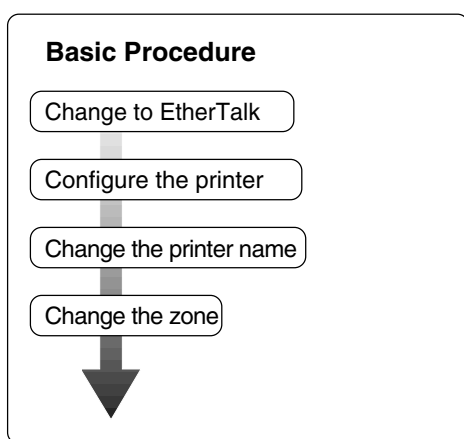 Basic Procedure
Change to EtherTalk
Configure the printer
Change the printer name
Change the zone